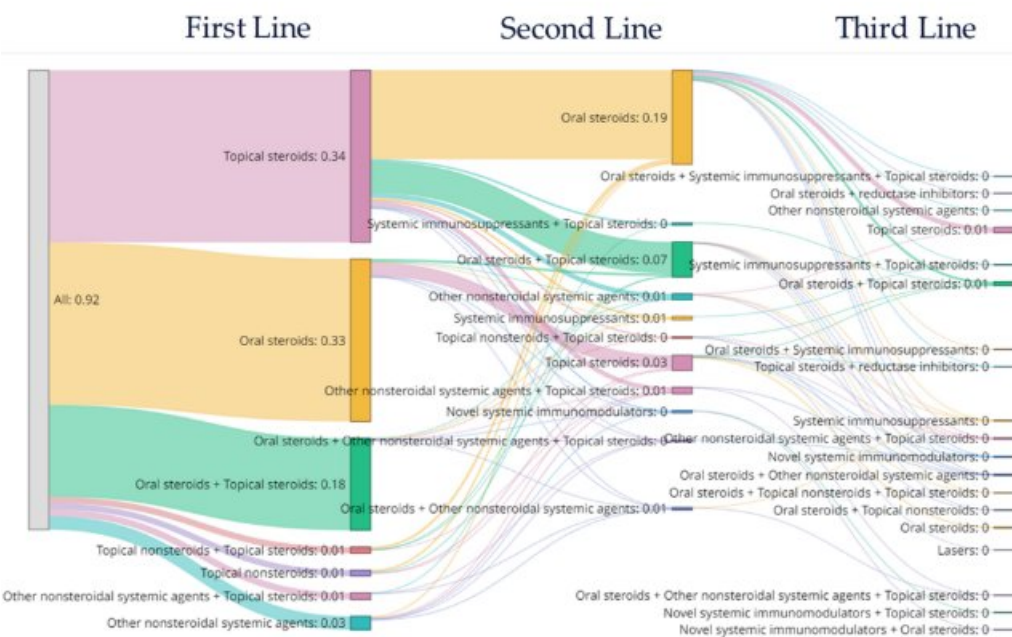 First Line
Second Line
Third Line
All: 0.92
Topical steroids: 0.34
Oral steroids: 0.33
Oral steroids + Topical steroids: 0.18
Topical nonsteroids + Topical steroids: 0.01
Topical nonsteroids: 0.01
Other nonsteroidal systemic agents + Topical steroids: 0.01
Other nonsteroidal systemic agents: 0.03
Oral steroids: 0.19
Systemic immunosuppressants + Topical steroids: 0
Oral steroids + Topical steroids: 0.07
Other nonsteroidal systemic agents: 0.01
Systemic immunosuppressants: 0.01
Topical nonsteroids + Topical steroids: 0
Topical steroids: 0.03
Other nonsteroidal systemic agents + Topical steroids: 0.01
Novel systemic immunomodulators: 0
Oral steroids + Other nonsteroidal systemic agents + Topical steroids: 0
Oral steroids + Other nonsteroidal systemic agents: 0.01
Oral steroids + Systemic immunosuppressants + Topical steroids: 0
Oral steroids + reductase inhibitors: 0
Other nonsteroidal systemic agents: 0
Topical steroids: 0.01
Systemic immunosuppressants + Topical steroids: 0
Oral steroids + Topical steroids: 0.01
Oral steroids + Systemic immunosuppressants: 0
Topical steroids + reductase inhibitors: 0
Systemic immunosuppressants: 0
Other nonsteroidal systemic agents + Topical steroids: 0
Novel systemic immunomodulators: 0
Oral steroids + Other nonsteroidal systemic agents: 0
Oral steroids + Topical nonsteroids + Topical steroids: 0
Oral steroids + Topical nonsteroids: 0
Oral steroids: 0
Lasers: 0
Oral steroids + Other nonsteroidal systemic agents + Topical steroids: 0
Novel systemic immunomodulators + Topical steroids: 0
Novel systemic immunomodulators + Oral steroids: 0